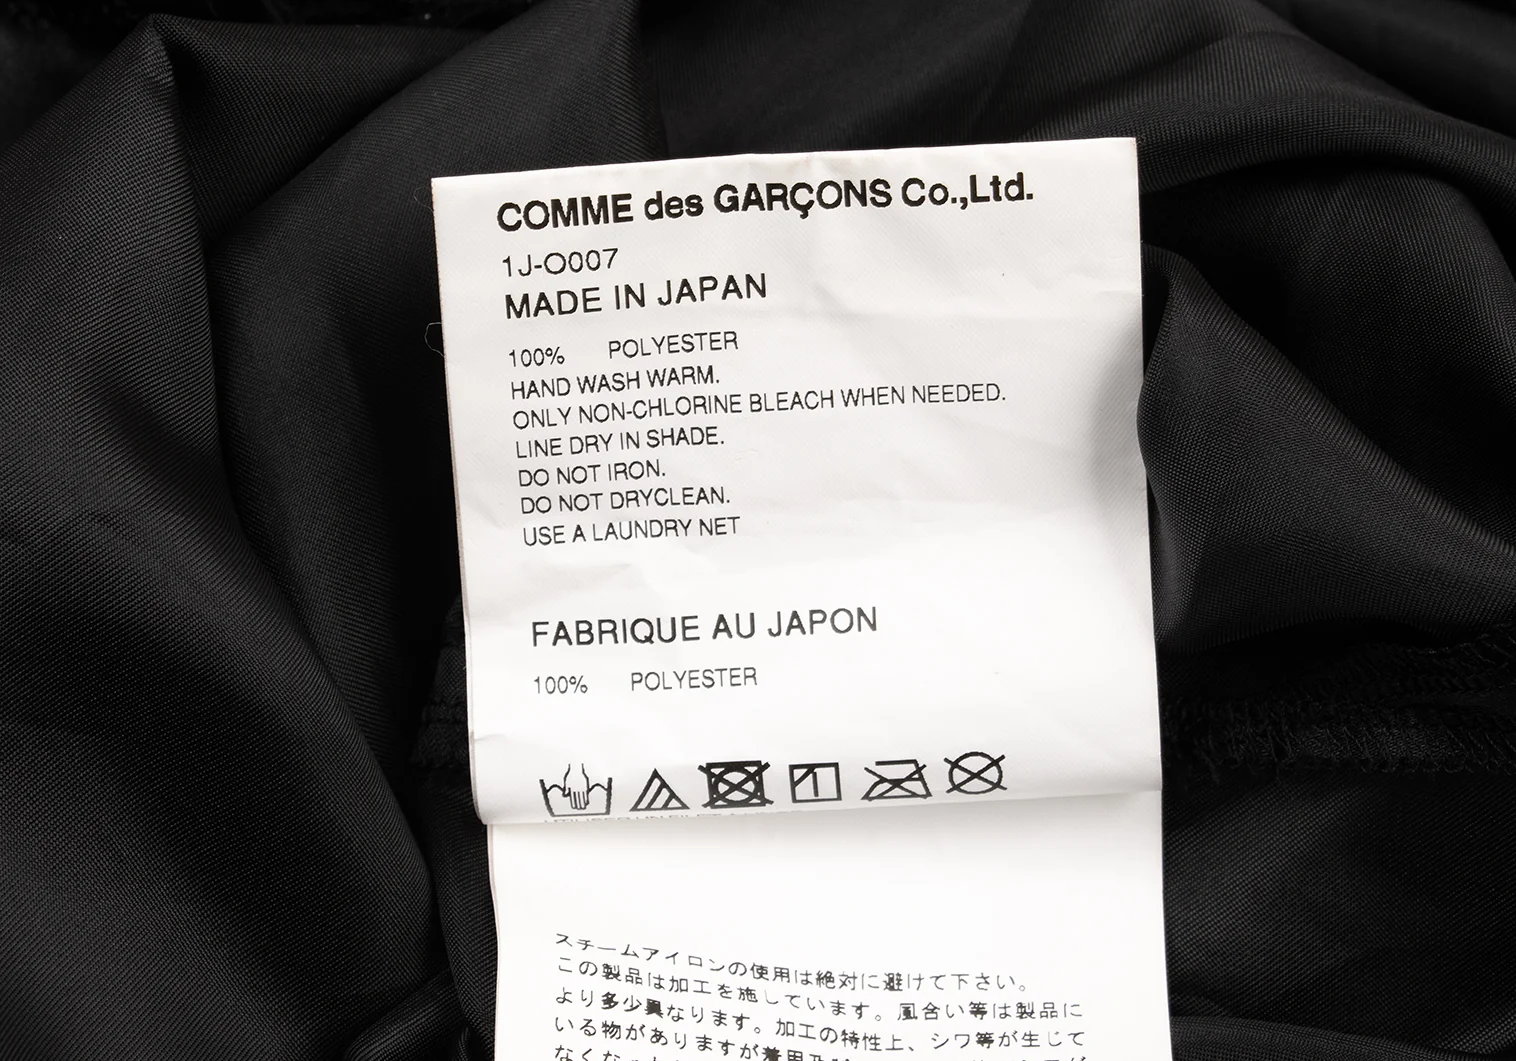 COMME des GARÇONS Co.,Ltd.
1J-O007
MADE IN JAPAN
100% POLYESTER
HAND WASH WARM.
ONLY NON-CHLORINE BLEACH WHEN NEEDED.
LINE DRY IN SHADE.
DO NOT IRON.
DO NOT DRYCLEAN.
USE A LAUNDRY NET
FABRIQUE AU JAPON
100% POLYESTER
スチームアイロンの使用は絶対に避けて下さい。
この製品は加工を施しています。風合い等は製品に
より多少異なります。加工の特性上、シワ等が生じて
いる物がありますが着用及び